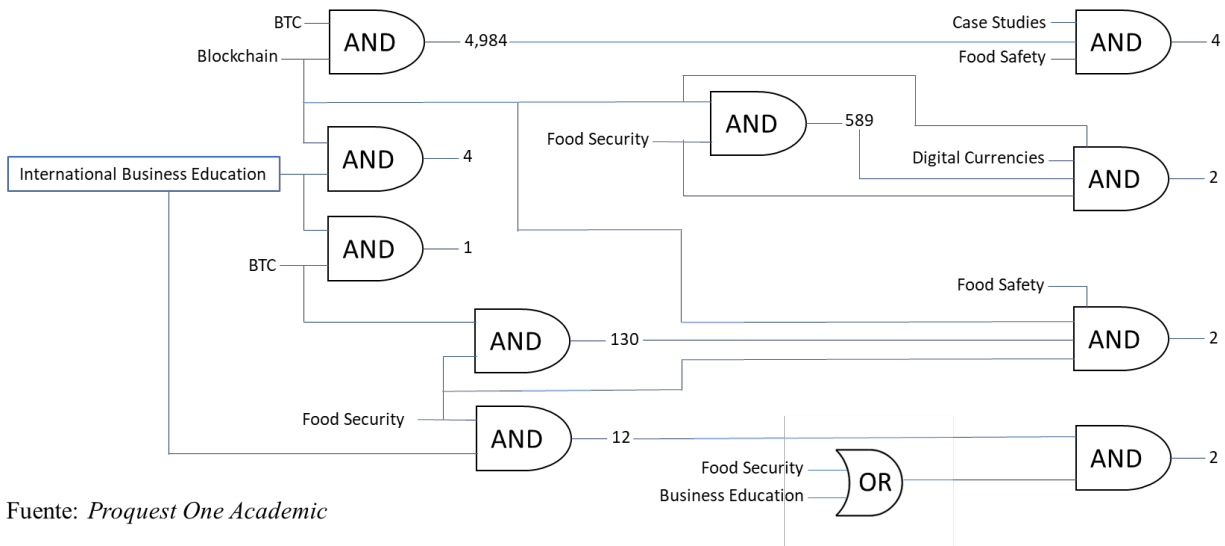 BTC
Case Studies
AND
4,984
AND
4
Blockchain
Food Safety
AND
589
Food Security
Digital Currencies
AND
4
AND
2
International Business Education
AND
1
BTC
Food Safety
AND
130
AND
2
Food Security
AND
12
AND
2
Food Security
OR
Business Education
Fuente: Proquest One Academic